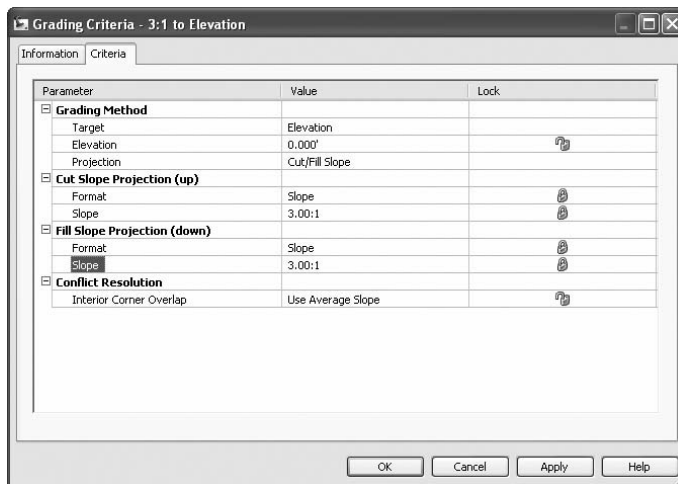 Grading Criteria - 3:1 to Elevation
Information Criteria
Parameter Value Lock
Grading Method
Target Elevation
Elevation 0.000'
Projection Cut/Fill Slope
Cut Slope Projection (up)
Format Slope
Slope 3.00:1
Fill Slope Projection (down)
Format Slope
Slope 3.00:1
Conflict Resolution
Interior Corner Overlap Use Average Slope
OK Cancel Apply Help